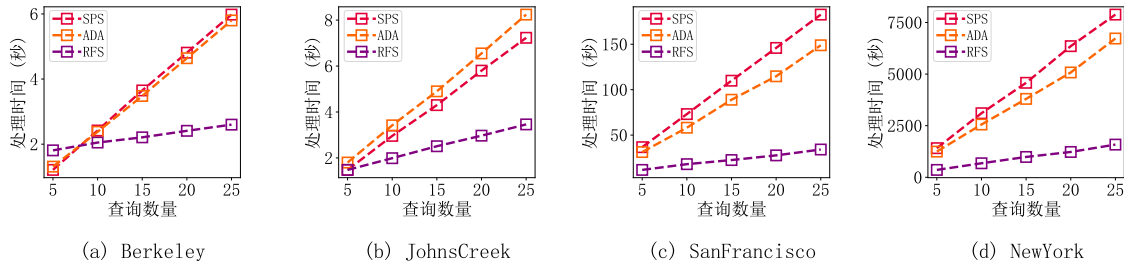 6
4
2
SPS
ADA
RFS
处理时间 (秒)
5 10 15 20 25
查询数量
(a) Berkeley
8
6
4
2
SPS
ADA
RFS
处理时间 (秒)
5 10 15 20 25
查询数量
(b) JohnsCreek
150
100
50
SPS
ADA
RFS
处理时间 (秒)
5 10 15 20 25
查询数量
(c) SanFrancisco
7500
5000
2500
0
SPS
ADA
RFS
处理时间 (秒)
5 10 15 20 25
查询数量
(d) NewYork